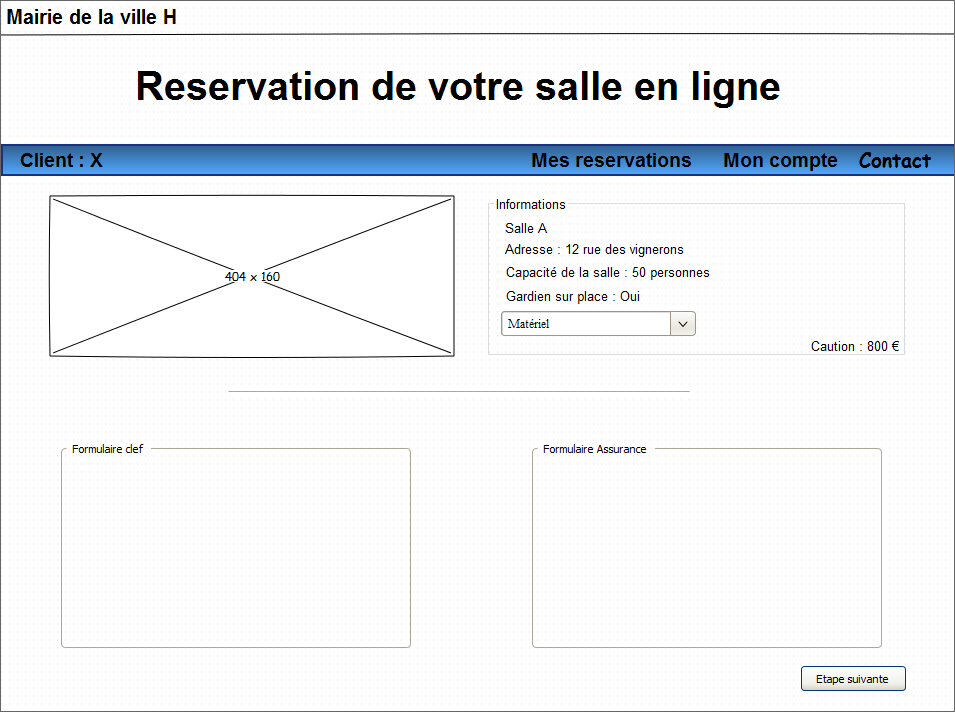 Mairie de la ville H
Reservation de votre salle en ligne
Client : X
Mes reservations
Mon compte
Contact
404 x 160
Informations
Salle A
Adresse : 12 rue des vignerons
Capacité de la salle : 50 personnes
Gardien sur place : Oui
Matériel
Caution : 800 €
Formulaire clef
Formulaire Assurance
Etape suivante